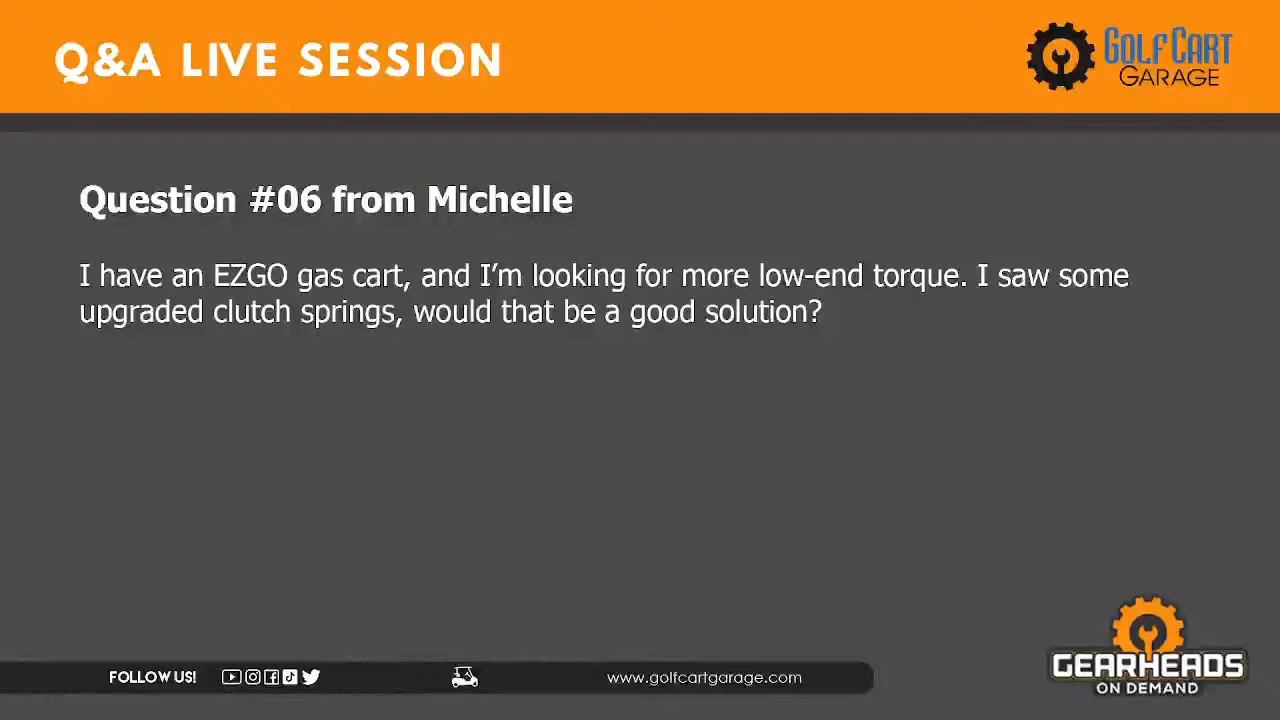 Q&A LIVE SESSION
GOLF CART
GARAGE
Question #06 from Michelle
I have an EZGO gas cart, and I’m looking for more low-end torque. I saw some
upgraded clutch springs, would that be a good solution?
FOLLOW US!
www.golfcartgarage.com
GEARHEADS
ON DEMAND